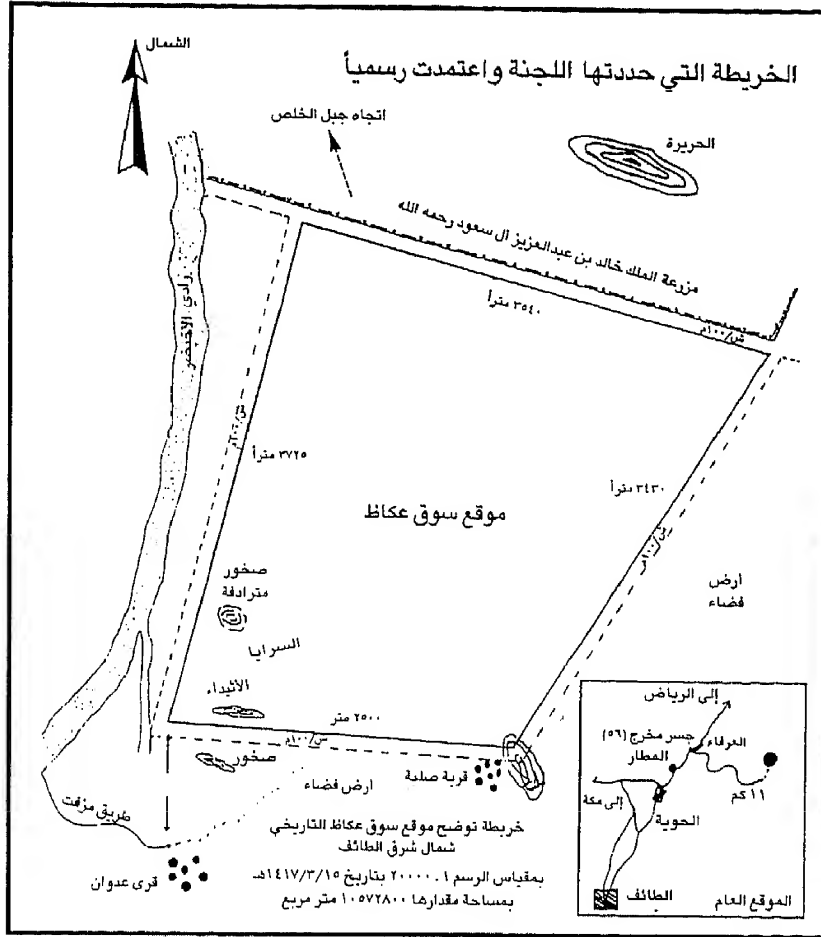 الشمال
الخريطة التي حددتها اللجنة واعتمدت رسمياً
اتجاه جبل الخلص
الحريرة
مزرعة الملك خالد بن عبدالعزيز آل سعود رحمه الله
٣٥٤٠ متراً
ش/١٠٠م
وادي الأخيضر
ش/١٠٠م
٣٧٢٥ متراً
٣٤٣٠ متراً
ش/١٠٠م
موقع سوق عكاظ
أرض
فضاء
صخور
مترادفة
السرايا
الأثيداء
٢٥٠٠ متر
ش/١٠٠م
صخور
قرية صلبة
أرض فضاء
طريق مزفت
قرى عدوان
خريطة توضح موقع سوق عكاظ التاريخي
شمال شرق الطائف
بمقياس الرسم ١ . ٢٠٠٠٠ بتاريخ ١٤١٧/٣/١٥هـ
بمساحة مقدارها ١٠٥٧٢٨٠٠ متر مربع
إلى الرياض
جسر مخرج (٥٦)
العرفاء
المطار
١١ كم
إلى مكة
الحوية
الطائف
الموقع العام